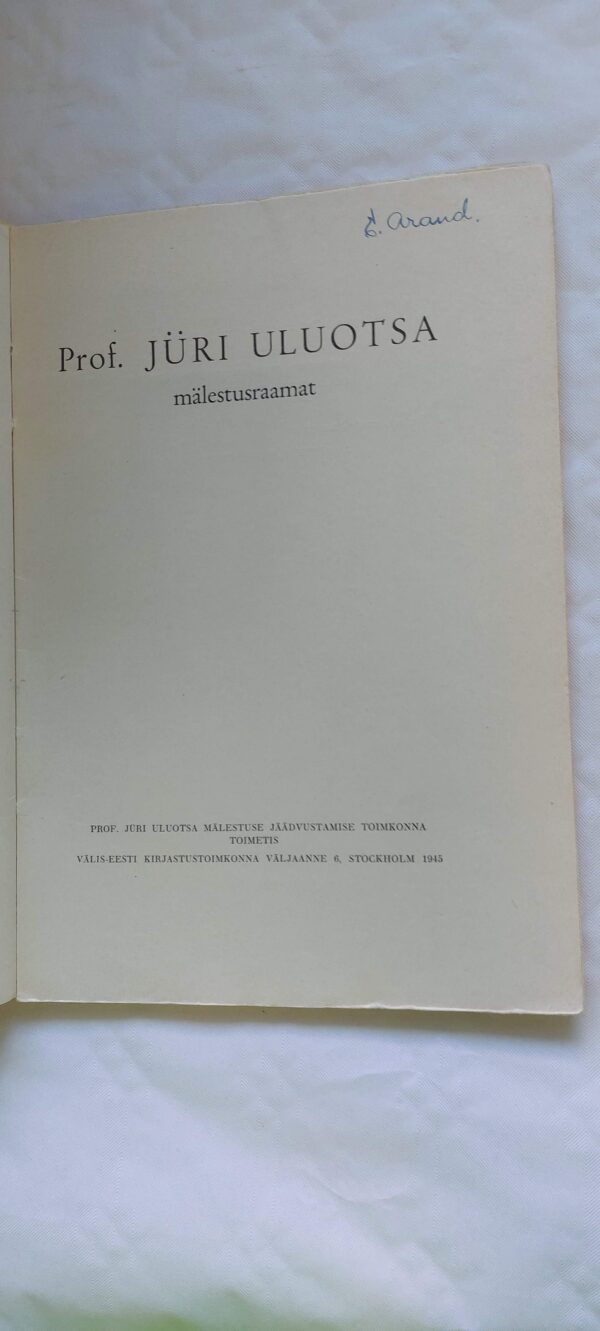 Arand.
Prof. JÜRI ULUOTSA
mälestusraamat
PROF. JÜRI ULUOTSA MÄLESTUSE JÄÄDVUSTAMISE TOIMKONNA
TOIMETIS
VÄLIS-EESTI KIRJASTUSTOIMKONNA VÄLJAANNE 6, STOCKHOLM 1945